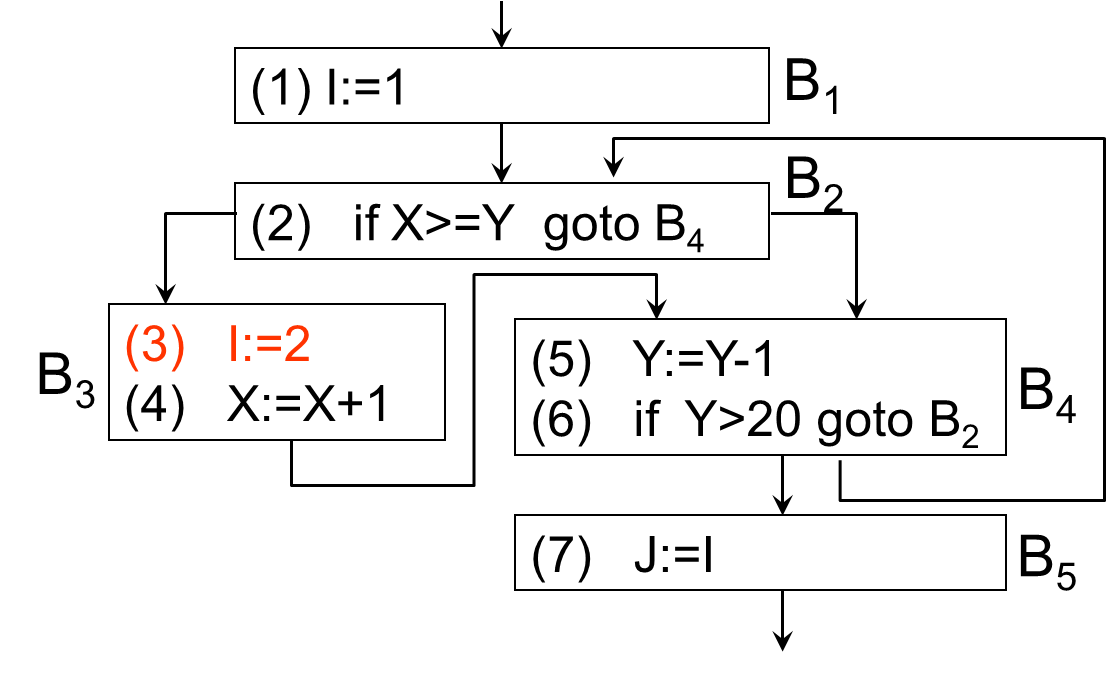 (1) I:=1 B₁
(2) if X>=Y goto B₄ B₂
(3) I:=2
(4) X:=X+1
B₃
(5) Y:=Y-1
(6) if Y>20 goto B₂
B₄
(7) J:=I B₅